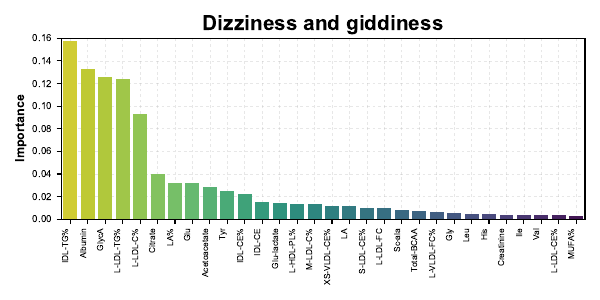 Dizziness and giddiness
Importance
0.16
0.14
0.12
0.10
0.08
0.06
0.04
0.02
0.00
IDL-TG%
Albumin
GlycA
L-LDL-TG%
L-LDL-C%
Citrate
LA%
Glu
Acetoacetate
Tyr
IDL-CE%
IDL-CE
Glu-lactate
L-HDL-PL%
M-LDL-C%
XS-VLDL-CE%
LA
S-LDL-CE%
L-LDL-FC
Total-BCAA
L-VLDL-FC%
Gly
Leu
His
Creatinine
Ile
Val
L-LDL-CE%
MUFA%